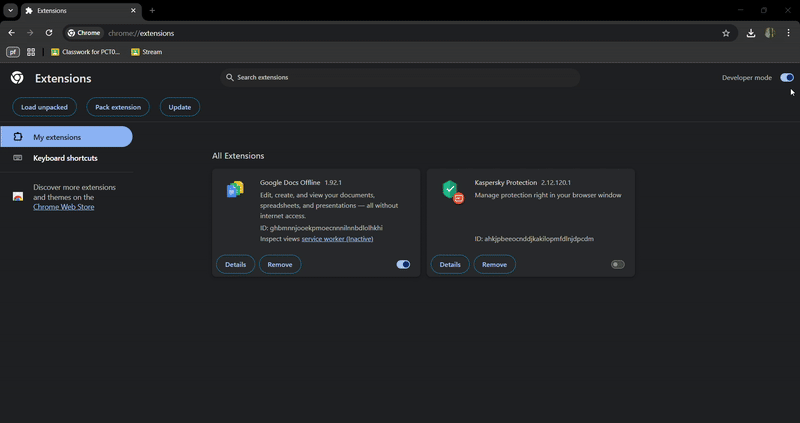 Extensions
Chrome
chrome://extensions
pf
Classwork for PCT0...
Stream
Extensions
Search extensions
Developer mode
Load unpacked
Pack extension
Update
My extensions
Keyboard shortcuts
Discover more extensions
and themes on the
Chrome Web Store
All Extensions
Google Docs Offline 1.92.1
Edit, create, and view your documents,
spreadsheets, and presentations — all without
internet access.
ID: ghbmnnjooekpmoecnnnilnnbdlolhkhi
Inspect views service worker (Inactive)
Details
Remove
Kaspersky Protection 2.12.120.1
Manage protection right in your browser window
ID: ahkjpbeeocnddjkakilopmfdlnjdpcdm
Details
Remove